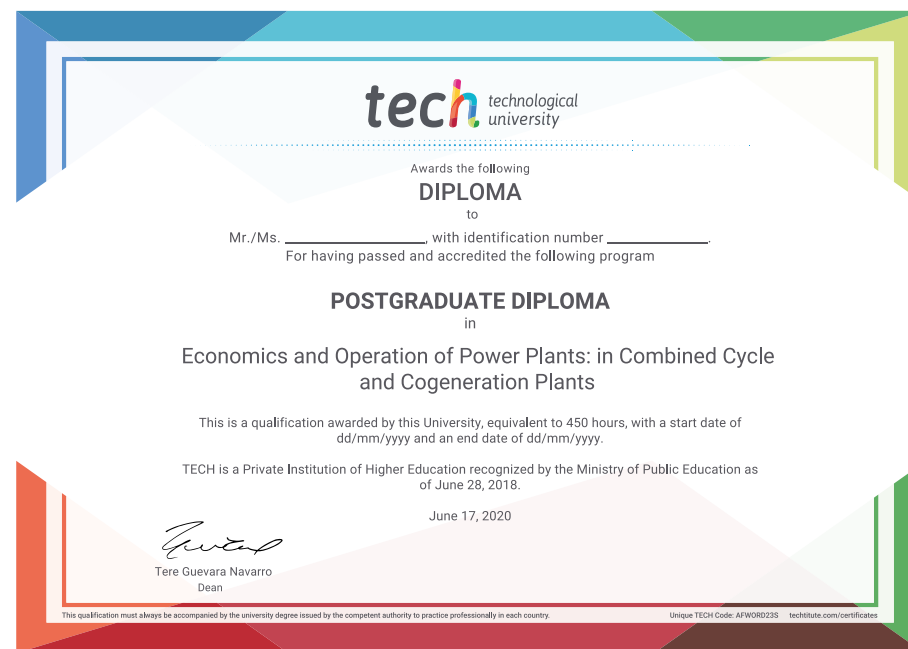 tech technological
university
Awards the following
DIPLOMA
to
Mr./Ms. ____________________, with identification number ______________.
For having passed and accredited the following program
POSTGRADUATE DIPLOMA
in
Economics and Operation of Power Plants: in Combined Cycle
and Cogeneration Plants
This is a qualification awarded by this University, equivalent to 450 hours, with a start date of
dd/mm/yyyy and an end date of dd/mm/yyyy.
TECH is a Private Institution of Higher Education recognized by the Ministry of Public Education as
of June 28, 2018.
June 17, 2020
Tere Guevara Navarro
Dean
This qualification must always be accompanied by the university degree issued by the competent authority to practice professionally in each country. Unique TECH Code: AFWORD23S techtitute.com/certificates